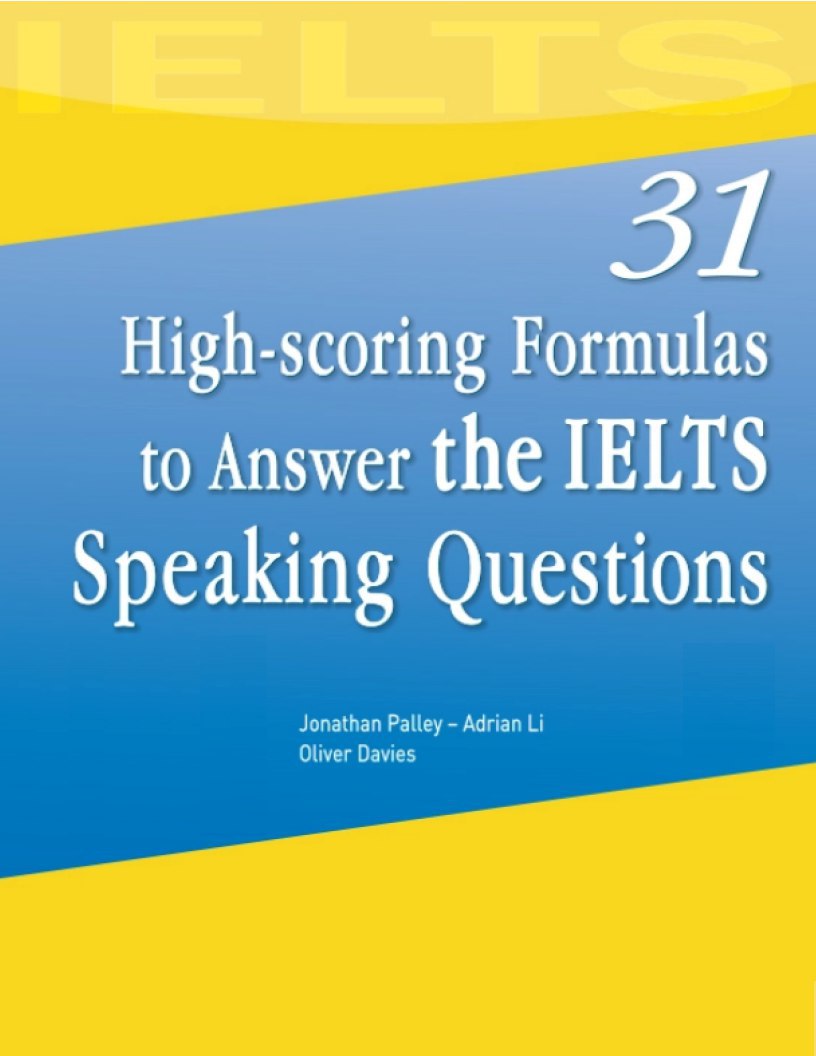 IELTS
31
High-scoring Formulas
to Answer the IELTS
Speaking Questions
Jonathan Palley – Adrian Li
Oliver Davies